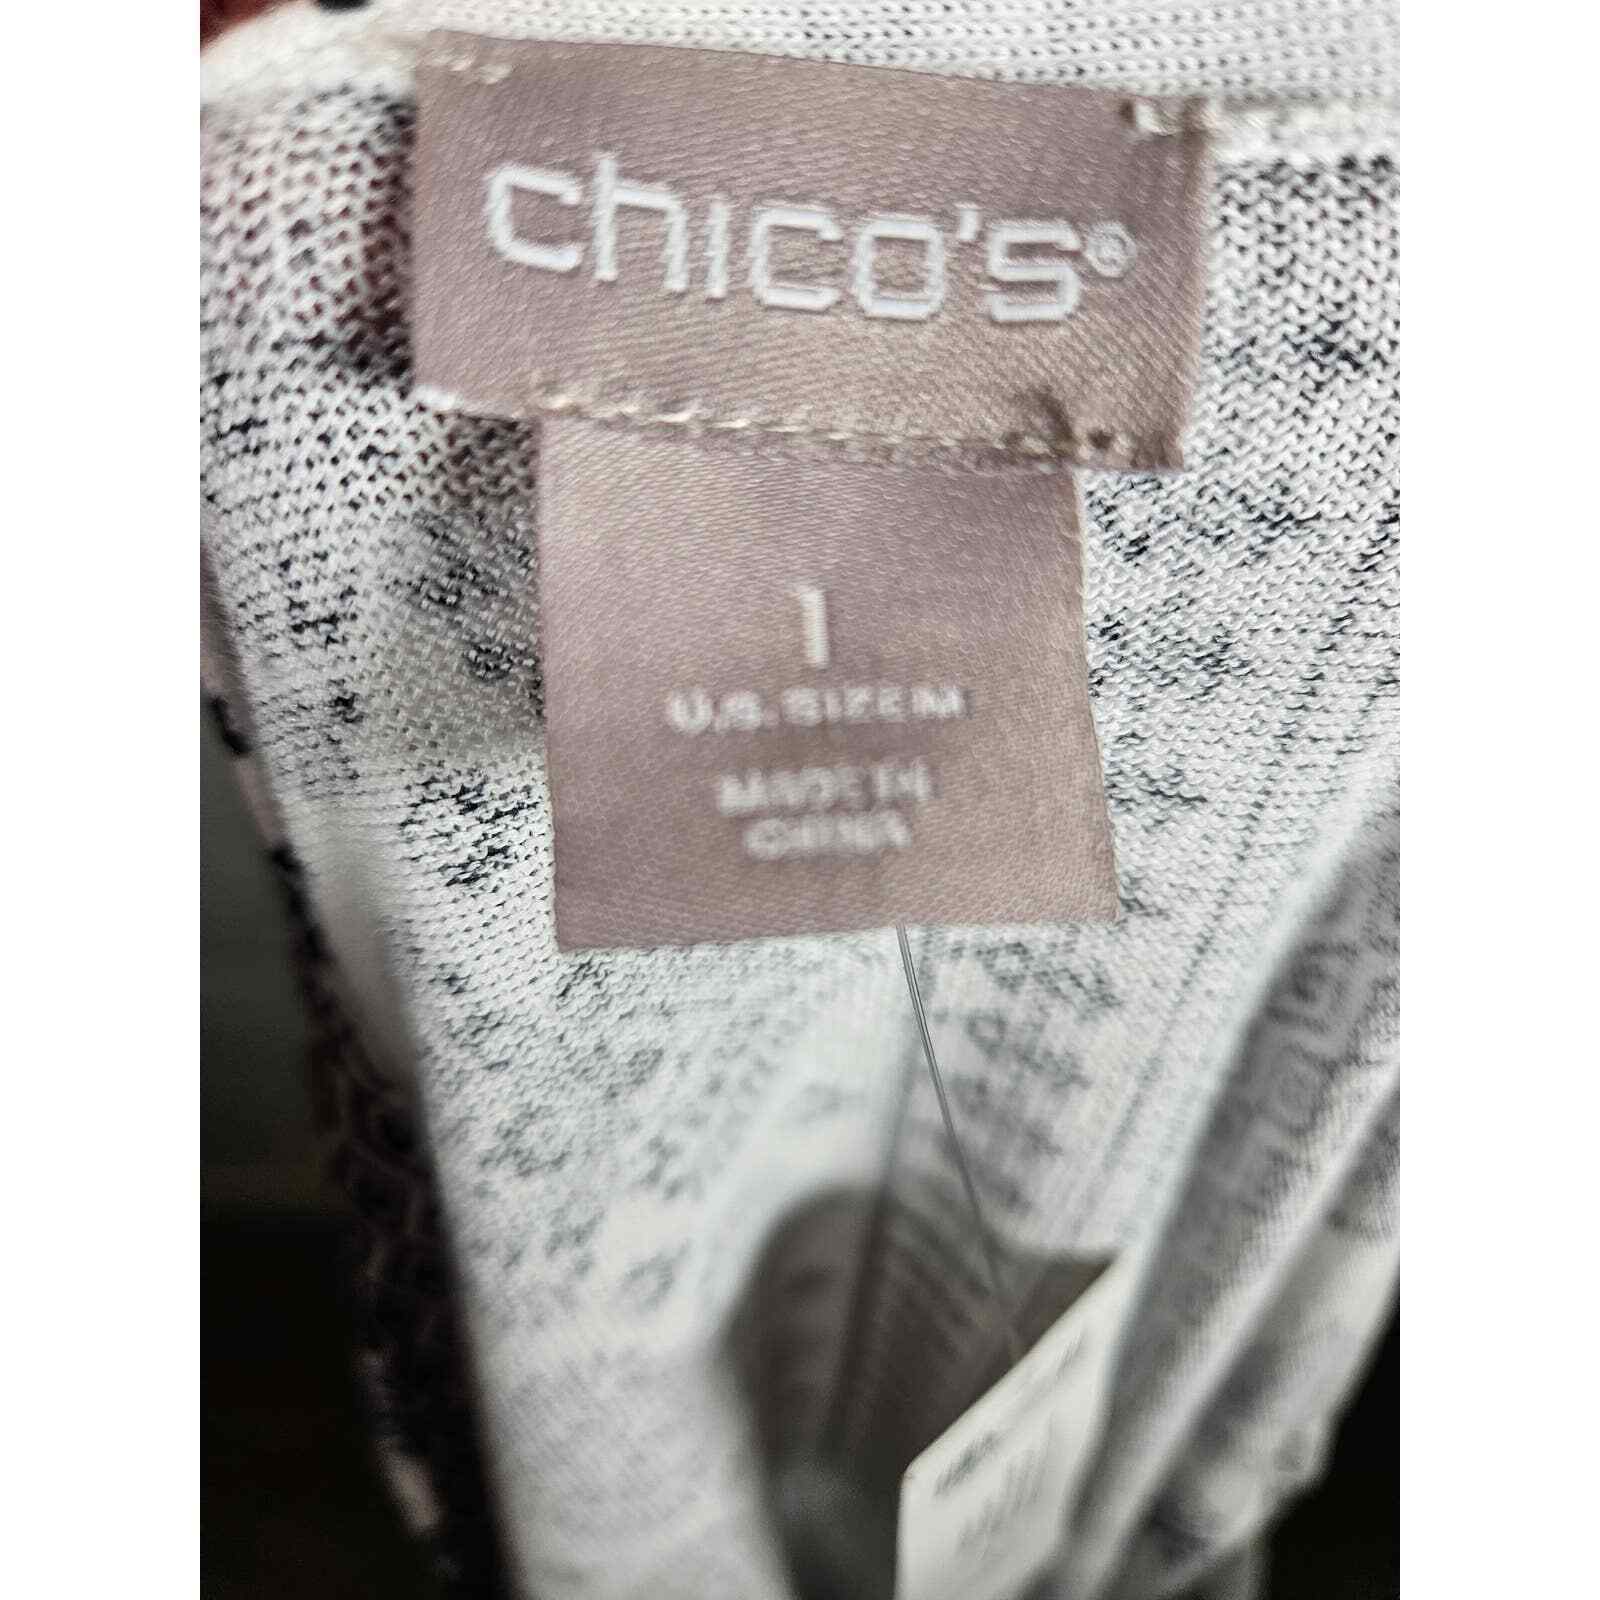 chico's®
1
U.S. SIZE M
MADE IN
CHINA